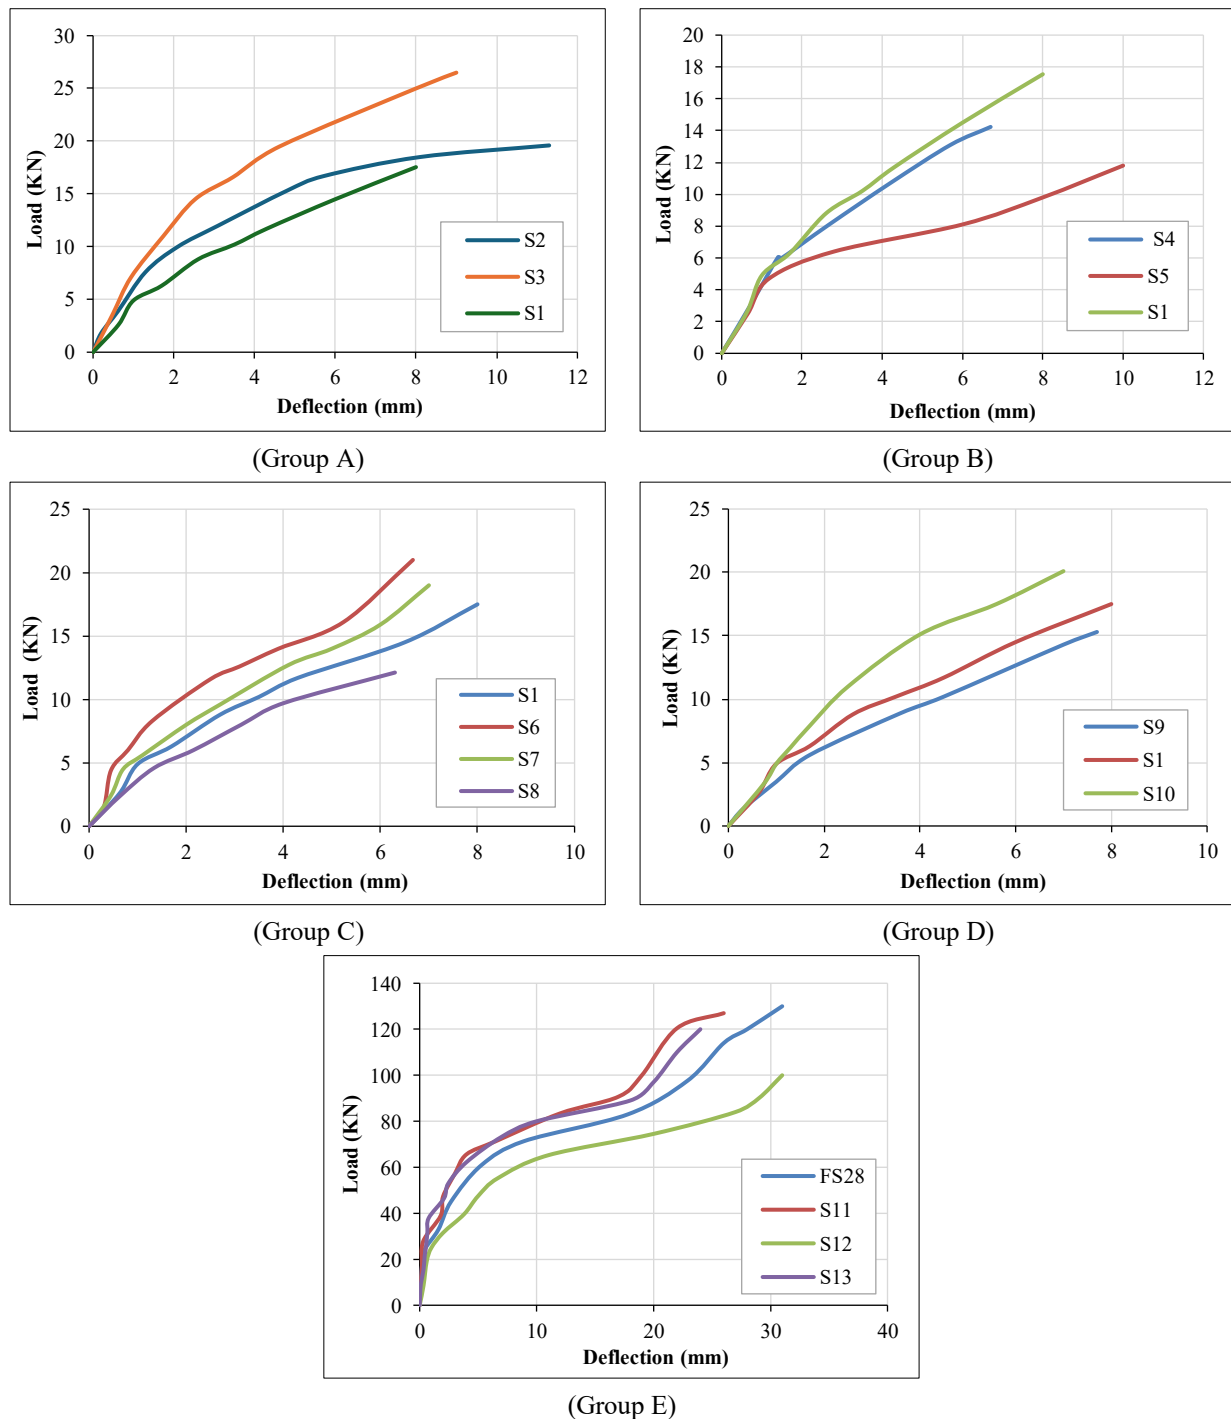 30
25
20
15
10
5
0
Load (KN)
S2
S3
S1
0 2 4 6 8 10 12
Deflection (mm)
(Group A)
20
18
16
14
12
10
8
6
4
2
0
Load (KN)
S4
S5
S1
0 2 4 6 8 10 12
Deflection (mm)
(Group B)
25
20
15
10
5
0
Load (KN)
S1
S6
S7
S8
0 2 4 6 8 10
Deflection (mm)
(Group C)
25
20
15
10
5
0
Load (KN)
S9
S1
S10
0 2 4 6 8 10
Deflection (mm)
(Group D)
140
120
100
80
60
40
20
0
Load (KN)
FS28
S11
S12
S13
0 10 20 30 40
Deflection (mm)
(Group E)